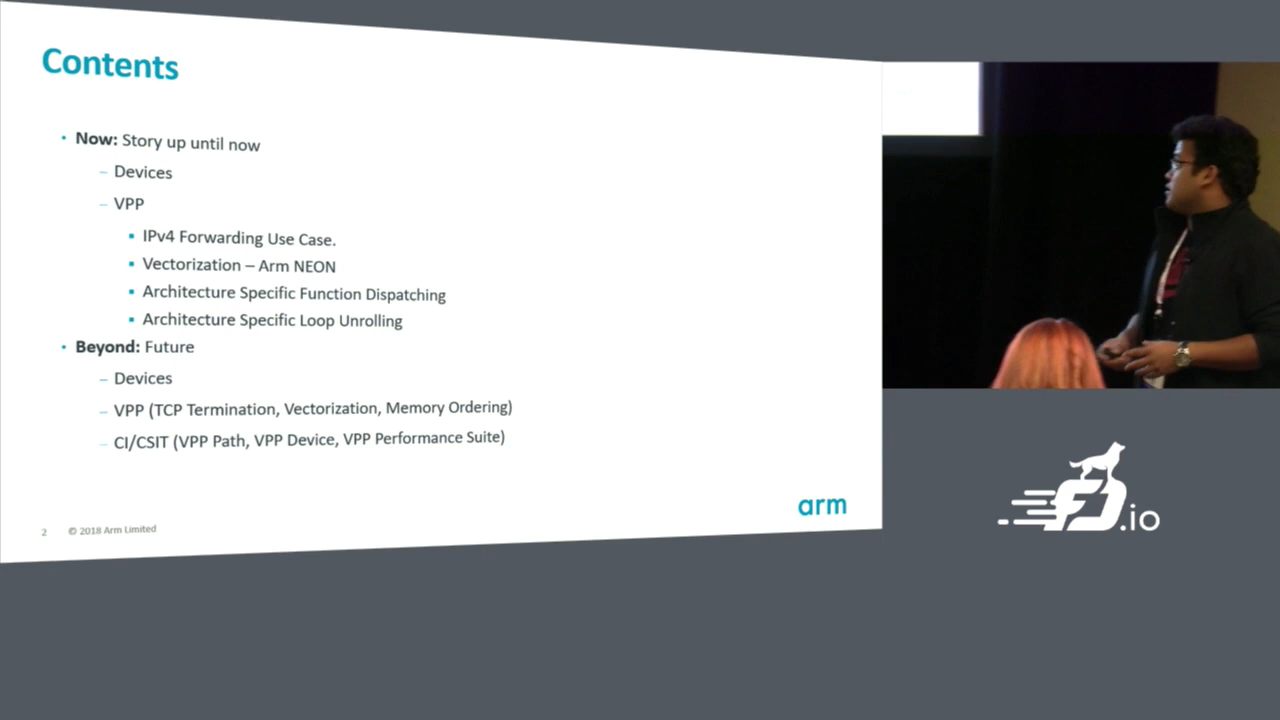 Contents
• Now: Story up until now
– Devices
– VPP
▪ IPv4 Forwarding Use Case.
▪ Vectorization – Arm NEON
▪ Architecture Specific Function Dispatching
▪ Architecture Specific Loop Unrolling
• Beyond: Future
– Devices
– VPP (TCP Termination, Vectorization, Memory Ordering)
– CI/CSIT (VPP Path, VPP Device, VPP Performance Suite)
arm
2 © 2018 Arm Limited
FD.io